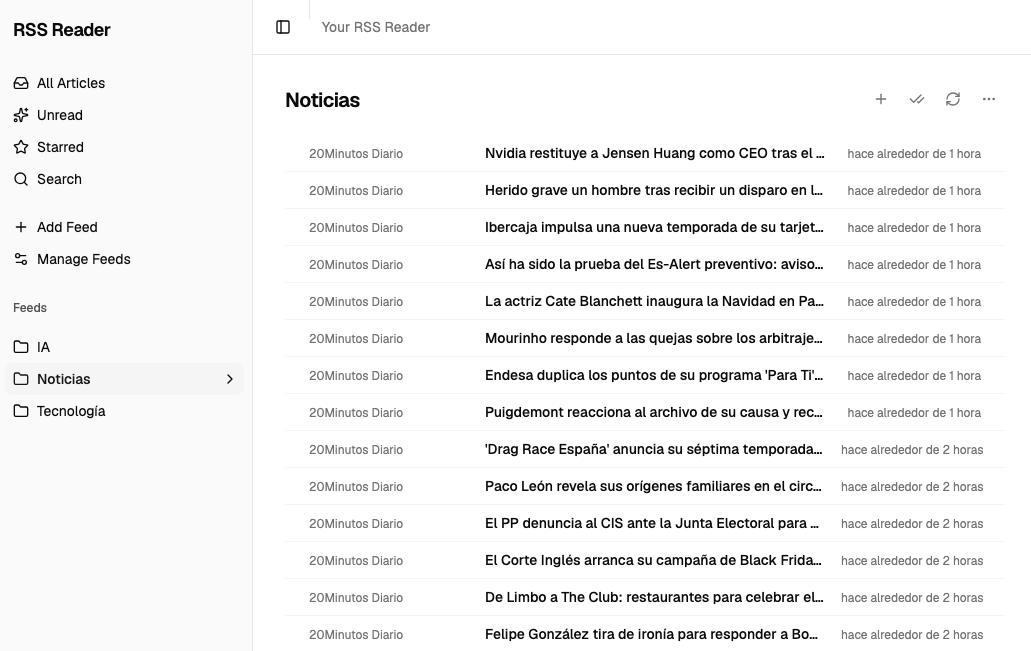 RSS Reader
All Articles
Unread
Starred
Search
Add Feed
Manage Feeds
Feeds
IA
Noticias
Tecnología
Your RSS Reader
Noticias
20Minutos Diario Nvidia restituye a Jensen Huang como CEO tras el ... hace alrededor de 1 hora
20Minutos Diario Herido grave un hombre tras recibir un disparo en l... hace alrededor de 1 hora
20Minutos Diario Ibercaja impulsa una nueva temporada de su tarjet... hace alrededor de 1 hora
20Minutos Diario Así ha sido la prueba del Es-Alert preventivo: aviso... hace alrededor de 1 hora
20Minutos Diario La actriz Cate Blanchett inaugura la Navidad en Pa... hace alrededor de 1 hora
20Minutos Diario Mourinho responde a las quejas sobre los arbitraje... hace alrededor de 1 hora
20Minutos Diario Endesa duplica los puntos de su programa 'Para Ti'... hace alrededor de 1 hora
20Minutos Diario Puigdemont reacciona al archivo de su causa y rec... hace alrededor de 1 hora
20Minutos Diario 'Drag Race España' anuncia su séptima temporada... hace alrededor de 2 horas
20Minutos Diario Paco León revela sus orígenes familiares en el circ... hace alrededor de 2 horas
20Minutos Diario El PP denuncia al CIS ante la Junta Electoral para ... hace alrededor de 2 horas
20Minutos Diario El Corte Inglés arranca su campaña de Black Frida... hace alrededor de 2 horas
20Minutos Diario De Limbo a The Club: restaurantes para celebrar el... hace alrededor de 2 horas
20Minutos Diario Felipe González tira de ironía para responder a Bo... hace alrededor de 2 horas